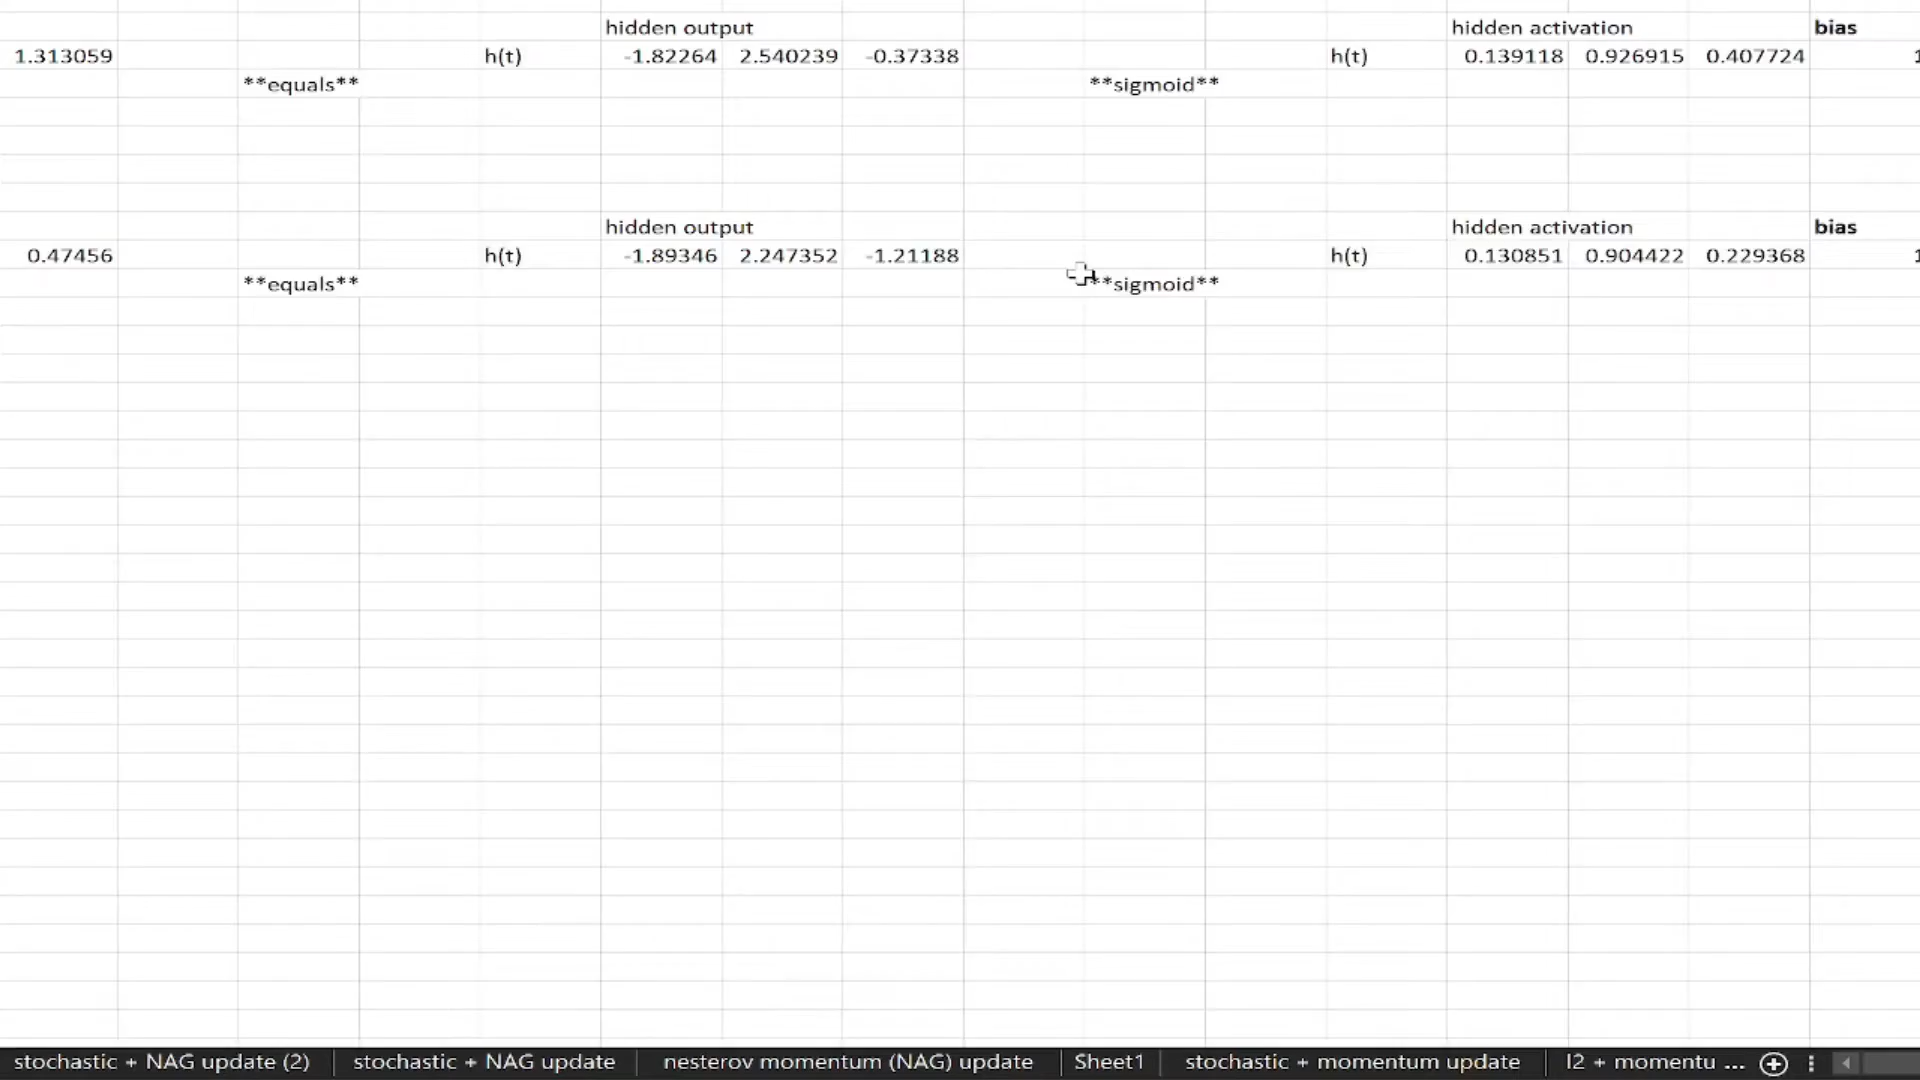 hidden output hidden activation bias
1.313059 h(t) -1.82264 2.540239 -0.37338 h(t) 0.139118 0.926915 0.407724 1
**equals** **sigmoid**
hidden output hidden activation bias
0.47456 h(t) -1.89346 2.247352 -1.21188 h(t) 0.130851 0.904422 0.229368 1
**equals** **sigmoid**
stochastic + NAG update (2) stochastic + NAG update nesterov momentum (NAG) update Sheet1 stochastic + momentum update l2 + momentu ...